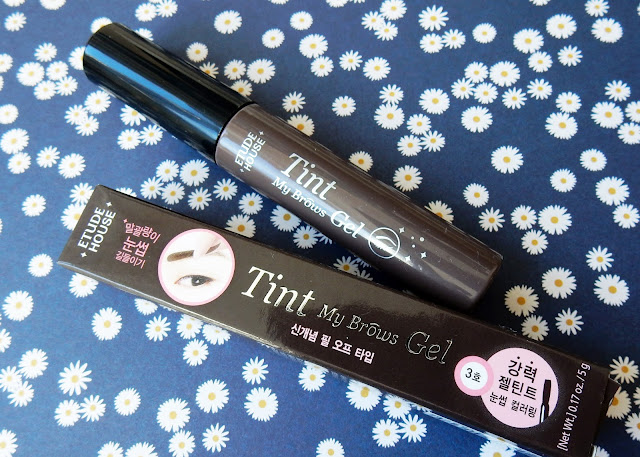 ETUDE
HOUSE
Tint
My Brows
Gel
ETUDE
HOUSE
말괄량이
눈썹
길들이기
Tint My Brows Gel
신개념 필 오프 타입
3호
강력
젤틴트
눈썹 컬러링
[Net Wt.] 0.17 oz. / 5 g